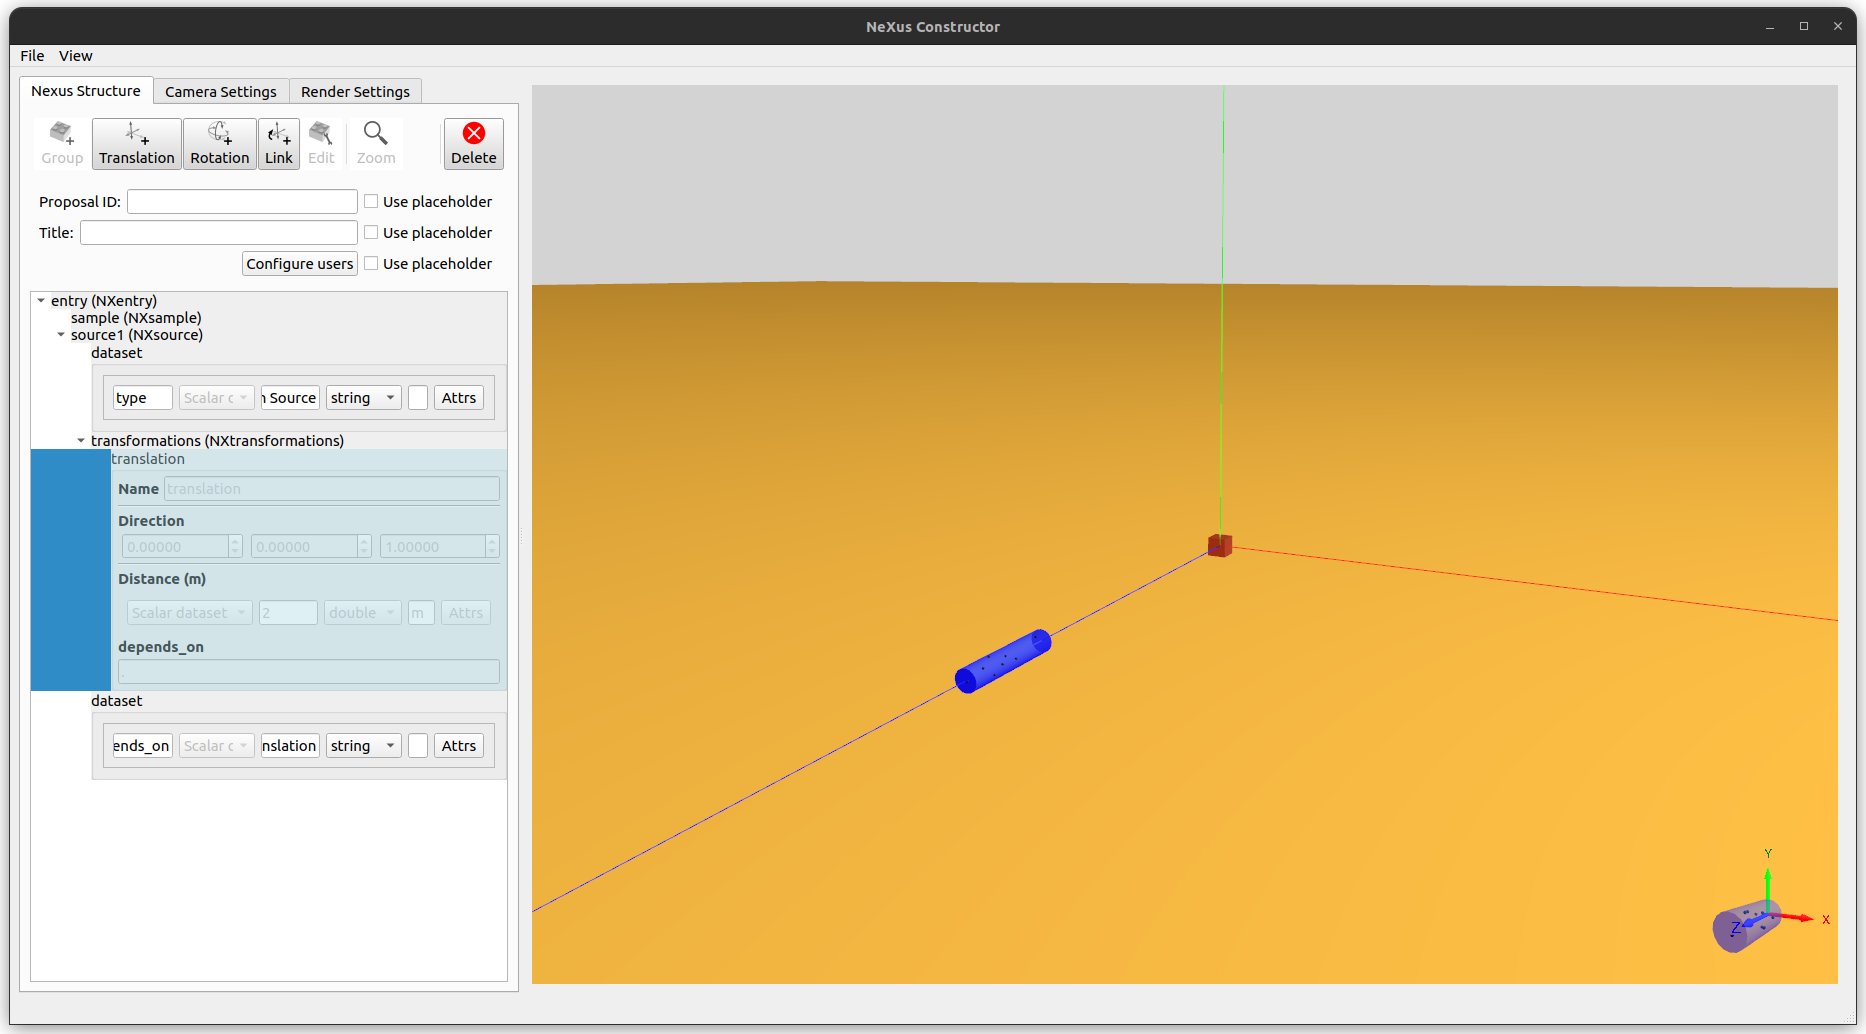 NeXus Constructor
File View
Nexus Structure Camera Settings Render Settings
Group Translation Rotation Link Edit Zoom Delete
Proposal ID: Use placeholder
Title: Use placeholder
Configure users Use placeholder
entry (NXentry)
sample (NXsample)
source1 (NXsource)
dataset
type Scalar Source string Attrs
transformations (NXtransformations)
translation
Name translation
Direction
0.00000 0.00000 1.00000
Distance (m)
Scalar dataset 2 double m Attrs
depends_on
.
dataset
ends_on Scalar nslation string Attrs
Y
Z X